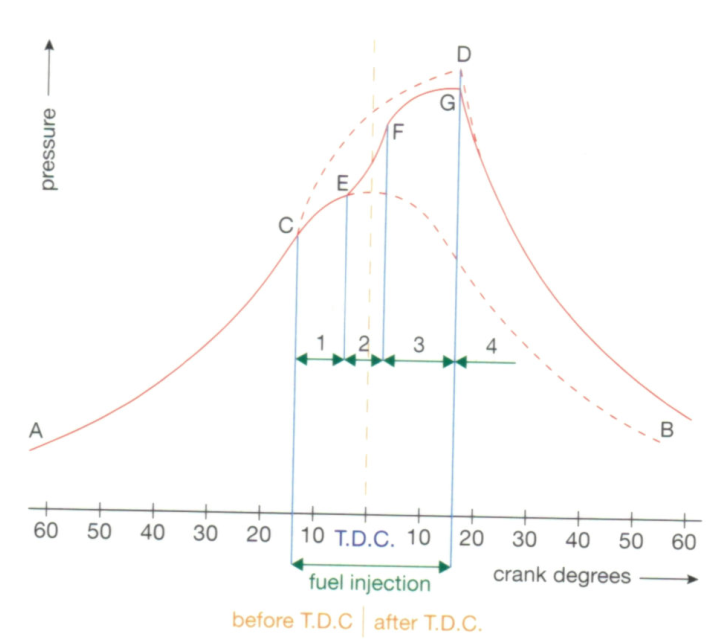 pressure
D
G
F
E
C
1 2 3 4
A
B
60 50 40 30 20 10 T.D.C. 10 20 30 40 50 60
fuel injection
crank degrees
before T.D.C after T.D.C.